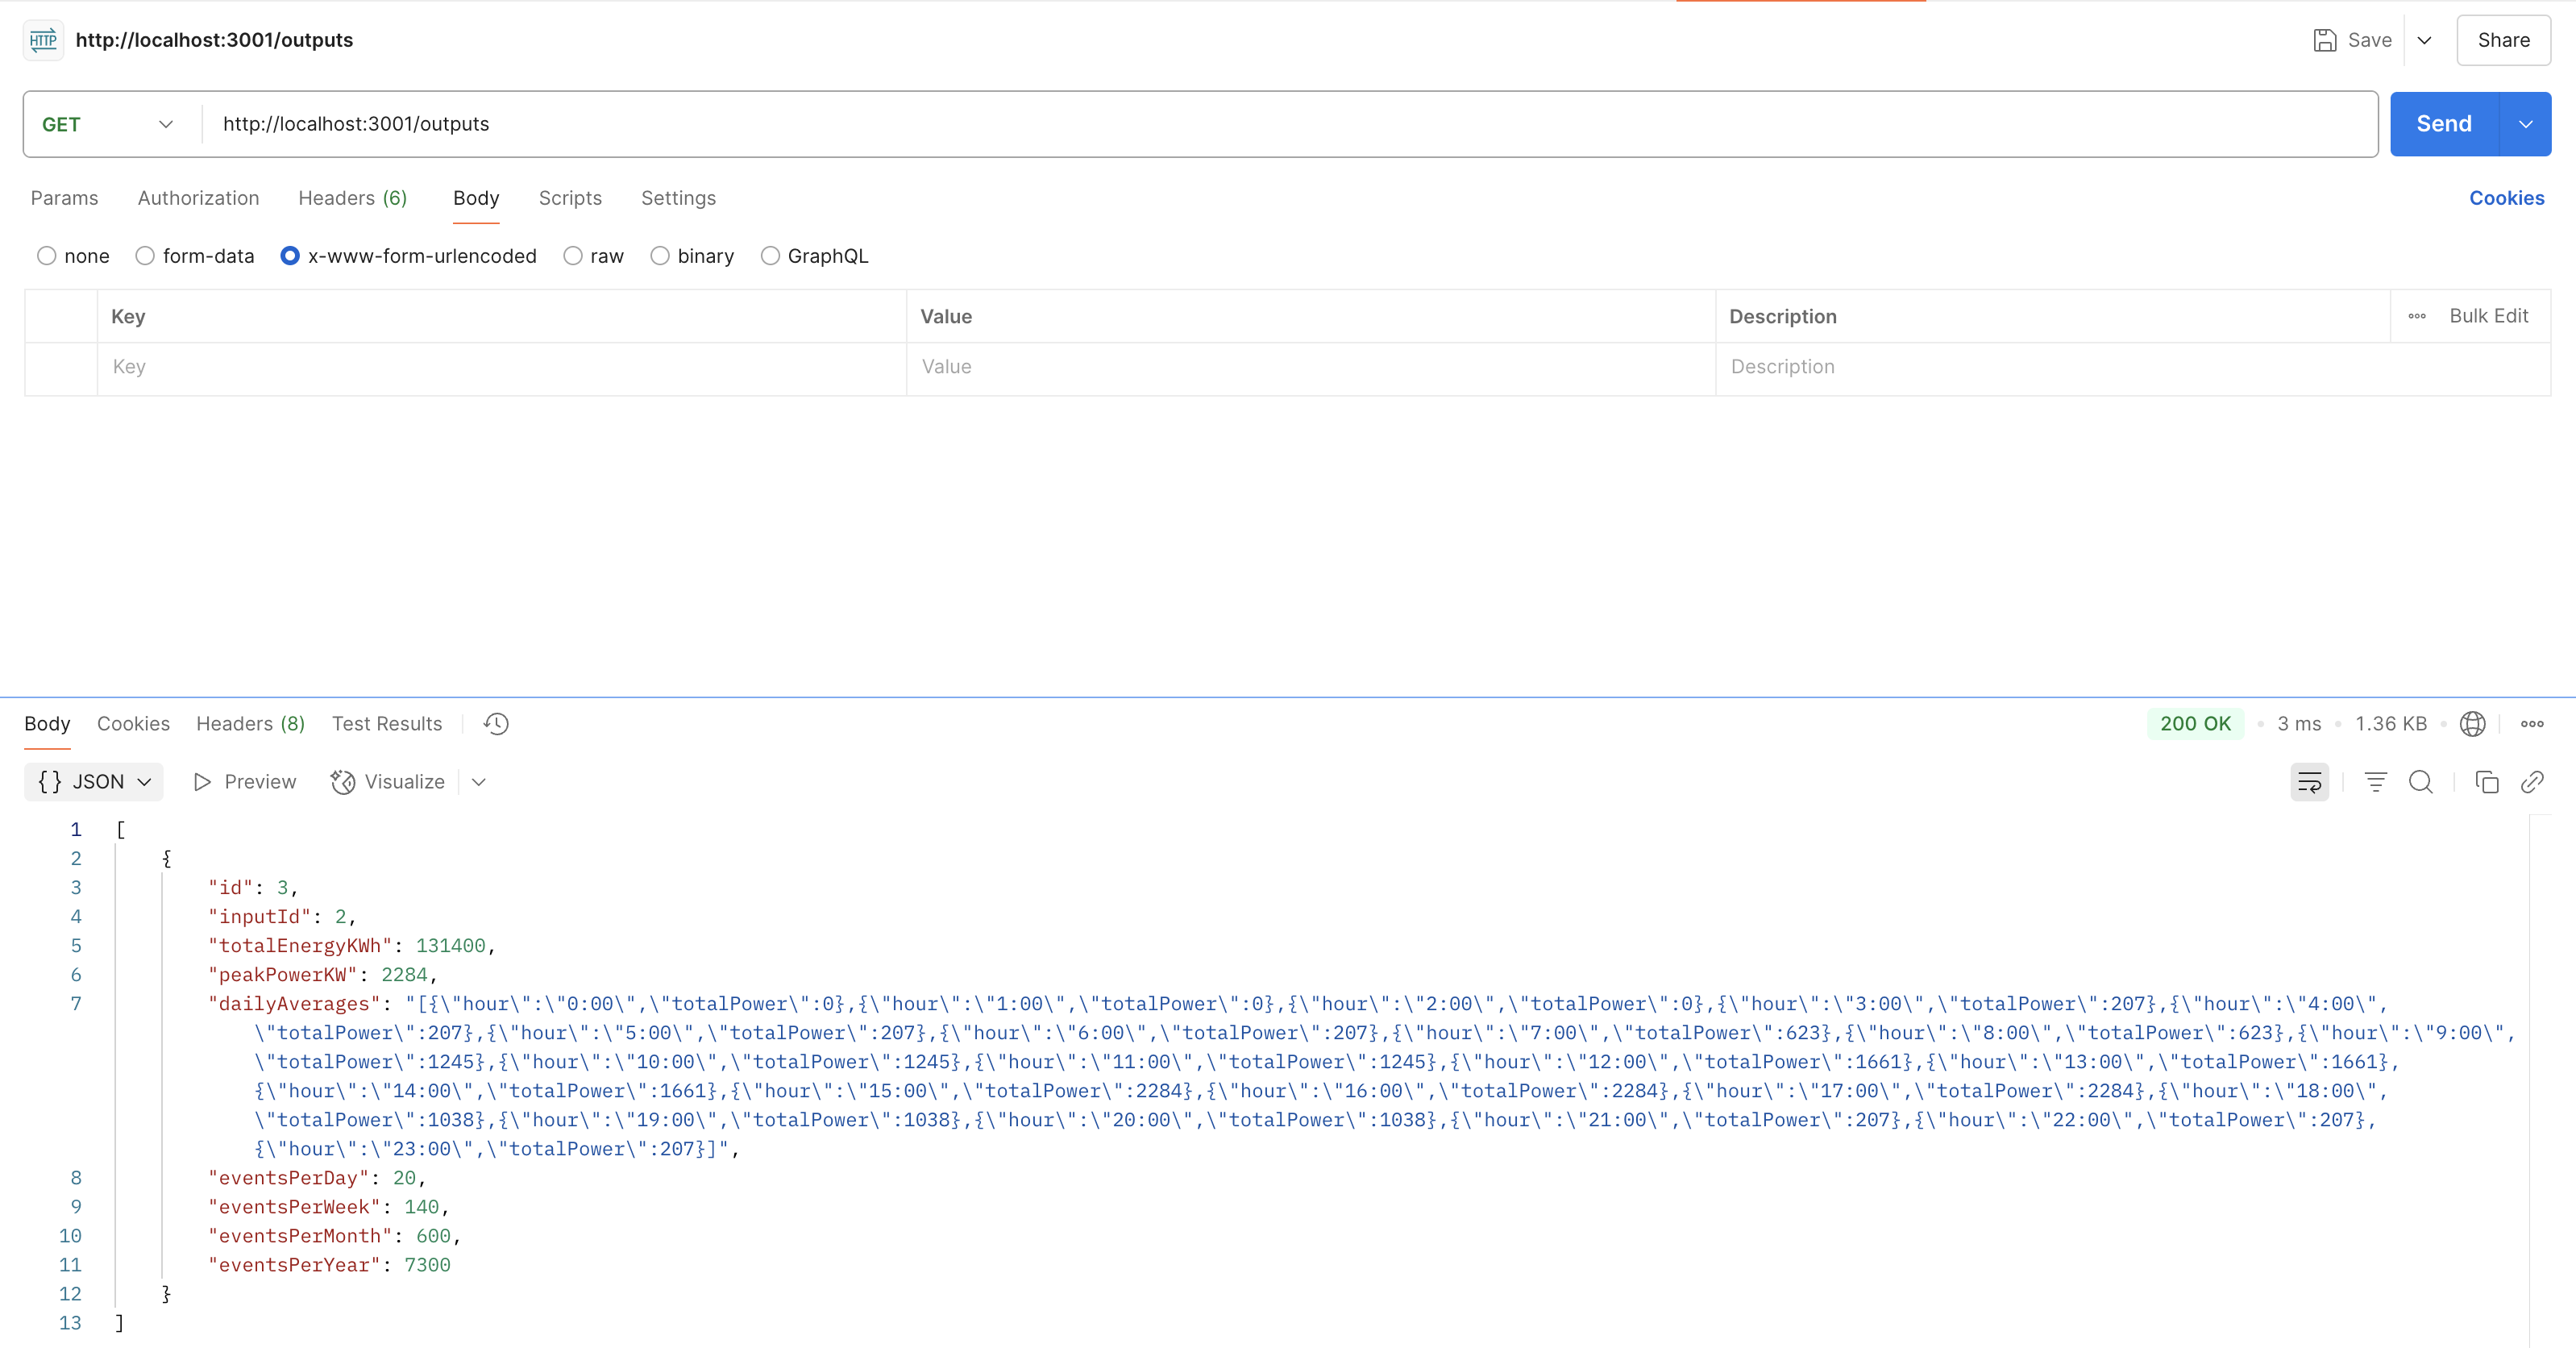 HTTP http://localhost:3001/outputs Save Share
GET http://localhost:3001/outputs Send
Params Authorization Headers (6) Body Scripts Settings Cookies
none form-data x-www-form-urlencoded raw binary GraphQL
Key Value Description Bulk Edit
Key Value Description
Body Cookies Headers (8) Test Results 200 OK • 3 ms • 1.36 KB •
{} JSON Preview Visualize
1 [
2 {
3 "id": 3,
4 "inputId": 2,
5 "totalEnergyKWh": 131400,
6 "peakPowerKW": 2284,
7 "dailyAverages": "[{\"hour\":\"0:00\",\"totalPower\":0},{\"hour\":\"1:00\",\"totalPower\":0},{\"hour\":\"2:00\",\"totalPower\":0},{\"hour\":\"3:00\",\"totalPower\":207},{\"hour\":\"4:00\",
\"totalPower\":207},{\"hour\":\"5:00\",\"totalPower\":207},{\"hour\":\"6:00\",\"totalPower\":207},{\"hour\":\"7:00\",\"totalPower\":623},{\"hour\":\"8:00\",\"totalPower\":623},{\"hour\":\"9:00\",
\"totalPower\":1245},{\"hour\":\"10:00\",\"totalPower\":1245},{\"hour\":\"11:00\",\"totalPower\":1245},{\"hour\":\"12:00\",\"totalPower\":1661},{\"hour\":\"13:00\",\"totalPower\":1661},
{\"hour\":\"14:00\",\"totalPower\":1661},{\"hour\":\"15:00\",\"totalPower\":2284},{\"hour\":\"16:00\",\"totalPower\":2284},{\"hour\":\"17:00\",\"totalPower\":2284},{\"hour\":\"18:00\",
\"totalPower\":1038},{\"hour\":\"19:00\",\"totalPower\":1038},{\"hour\":\"20:00\",\"totalPower\":1038},{\"hour\":\"21:00\",\"totalPower\":207},{\"hour\":\"22:00\",\"totalPower\":207},
{\"hour\":\"23:00\",\"totalPower\":207}]",
8 "eventsPerDay": 20,
9 "eventsPerWeek": 140,
10 "eventsPerMonth": 600,
11 "eventsPerYear": 7300
12 }
13 ]